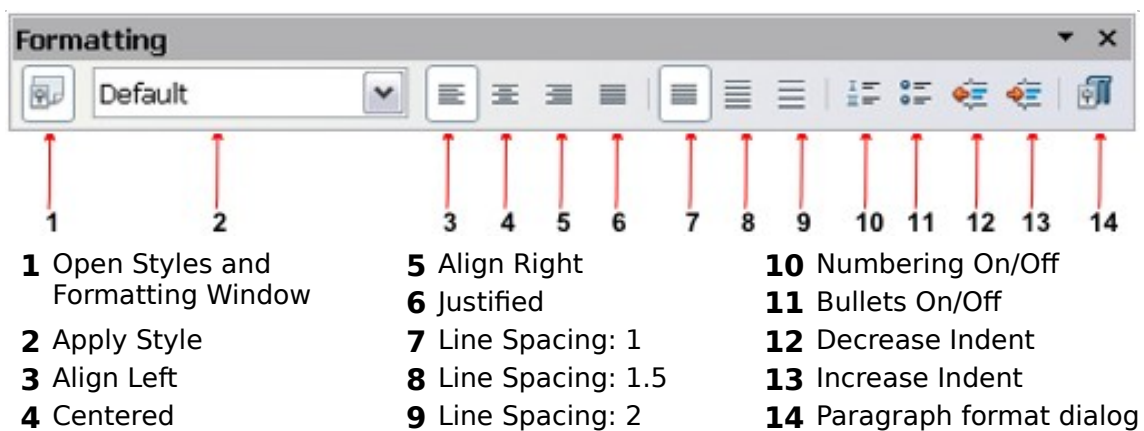 Formatting
Default
1 2 3 4 5 6 7 8 9 10 11 12 13 14
1 Open Styles and
Formatting Window
2 Apply Style
3 Align Left
4 Centered
5 Align Right
6 Justified
7 Line Spacing: 1
8 Line Spacing: 1.5
9 Line Spacing: 2
10 Numbering On/Off
11 Bullets On/Off
12 Decrease Indent
13 Increase Indent
14 Paragraph format dialog